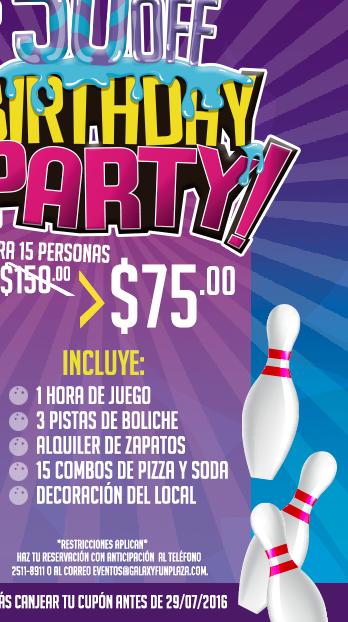 50 OFF
BIRTHDAY
PARTY!
RA 15 PERSONAS
$150.00 > $75.00
INCLUYE:
1 HORA DE JUEGO
3 PISTAS DE BOLICHE
ALQUILER DE ZAPATOS
15 COMBOS DE PIZZA Y SODA
DECORACIÓN DEL LOCAL
*RESTRICCIONES APLICAN*
HAZ TU RESERVACIÓN CON ANTICIPACIÓN AL TELÉFONO
2511-8911 O AL CORREO EVENTOS@GALAXYFUNPLAZA.COM.
ÁS CANJEAR TU CUPÓN ANTES DE 29/07/2016